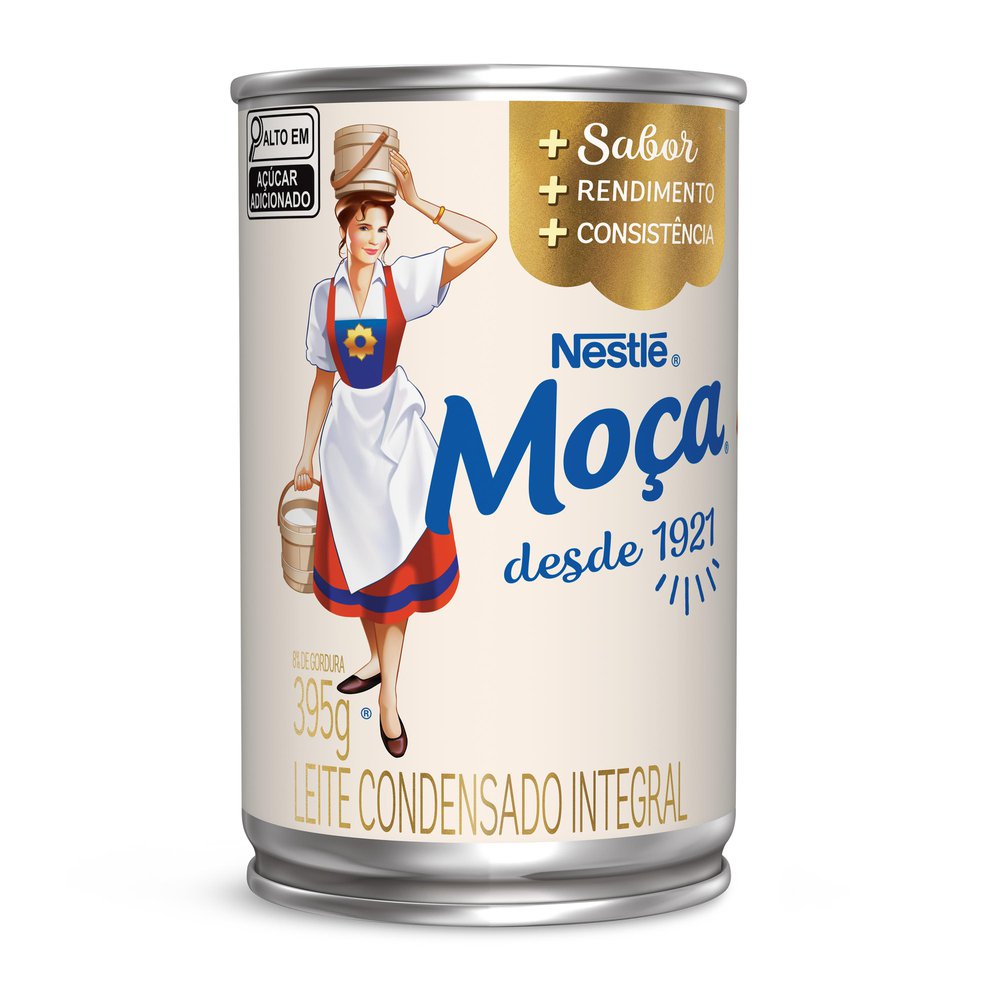 ALTO EM
AÇÚCAR
ADICIONADO
+ Sabor
+ RENDIMENTO
+ CONSISTÊNCIA
Nestlé®
Moça®
desde 1921
8% DE GORDURA
395g ®
LEITE CONDENSADO INTEGRAL